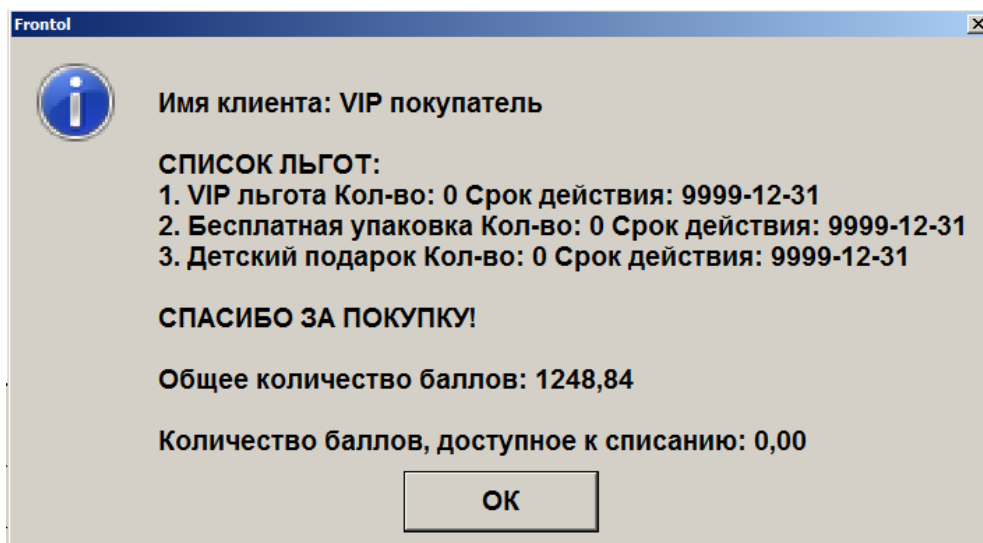 Frontol
Имя клиента: VIP покупатель
СПИСОК ЛЬГОТ:
1. VIP льгота Кол-во: 0 Срок действия: 9999-12-31
2. Бесплатная упаковка Кол-во: 0 Срок действия: 9999-12-31
3. Детский подарок Кол-во: 0 Срок действия: 9999-12-31
СПАСИБО ЗА ПОКУПКУ!
Общее количество баллов: 1248,84
Количество баллов, доступное к списанию: 0,00
ОК